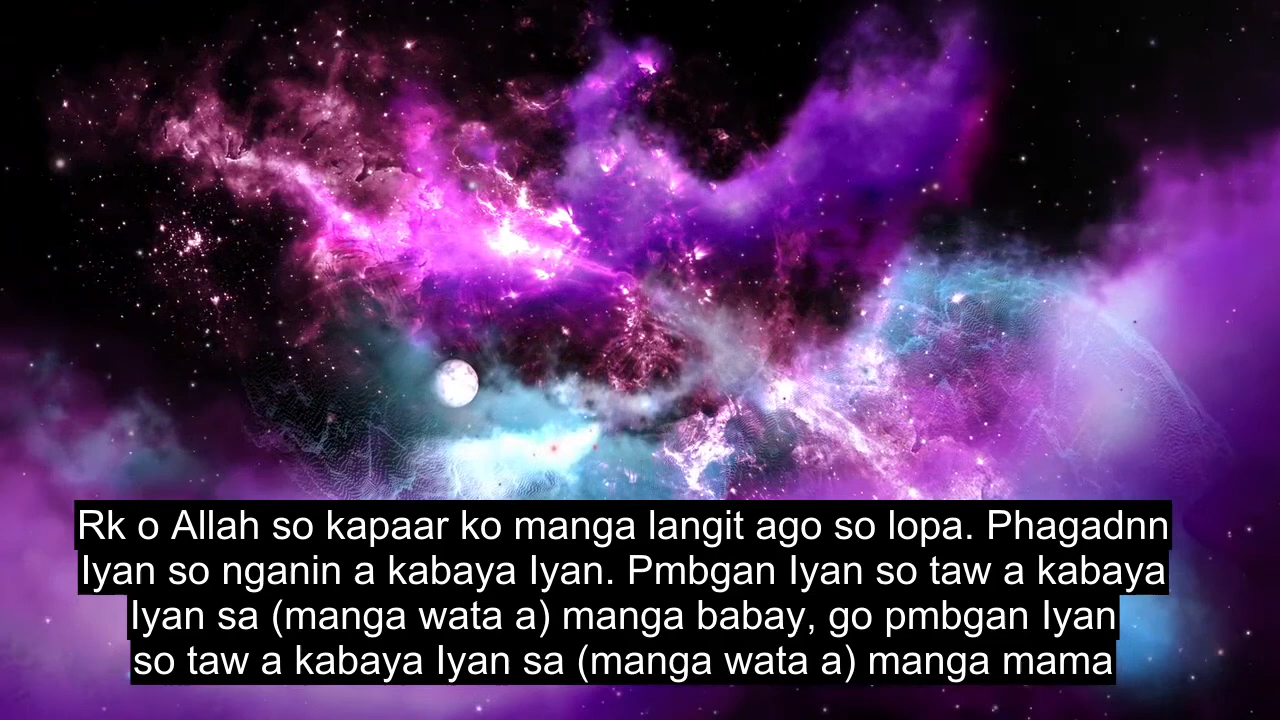 Rk o Allah so kapaar ko manga langit ago so lopa. Phagadnn
Iyan so nganin a kabaya Iyan. Pmbgan Iyan so taw a kabaya
Iyan sa (manga wata a) manga babay, go pmbgan Iyan
so taw a kabaya Iyan sa (manga wata a) manga mama